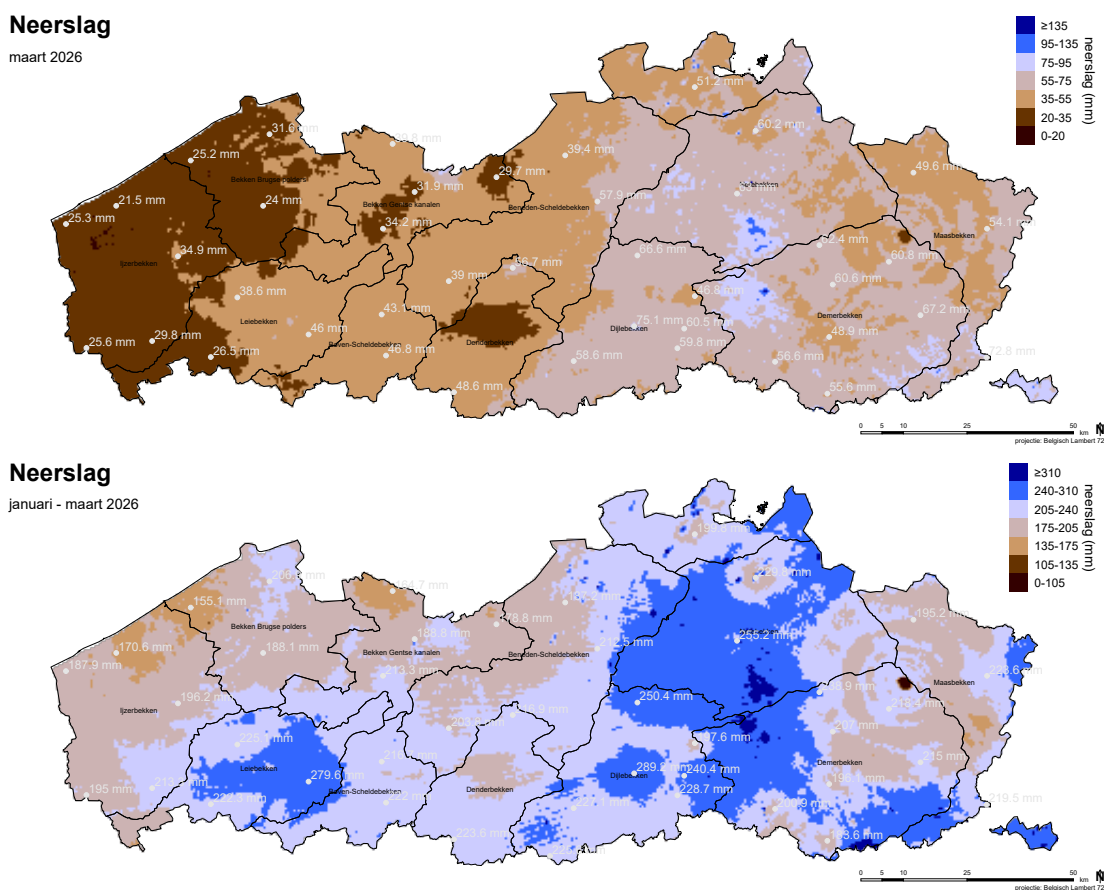 Neerslag
maart 2026
≥135
95-135
75-95
55-75
35-55
20-35
0-20
neerslag (mm)
51.2 mm
60.2 mm
31.6 mm
39.4 mm
25.2 mm
49.6 mm
Bekken Brugse polders
29.7 mm
31.9 mm
21.5 mm
24 mm
Bekken Gentse kanalen
Beneden-Scheldebekken
57.9 mm
25.3 mm
34.2 mm
54.1 mm
Maasbekken
62.4 mm
34.9 mm
66.6 mm
Ijzerbekken
60.8 mm
39 mm
60.6 mm
38.6 mm
46.8 mm
43.1 mm
67.2 mm
Leiebekken
46 mm
Demerbekken
75.1 mm
60.5 mm
Dijlebekken
48.9 mm
29.8 mm
Boven-Scheldebekken
Denderbekken
25.6 mm
26.5 mm
46.8 mm
59.8 mm
58.6 mm
56.6 mm
72.8 mm
48.6 mm
55.6 mm
0 5 10 25 50 km
N
projectie: Belgisch Lambert 72
Neerslag
januari - maart 2026
≥310
240-310
205-240
175-205
135-175
105-135
0-105
neerslag (mm)
229.8 mm
155.1 mm
195.2 mm
Bekken Brugse polders
188.8 mm
255.2 mm
170.6 mm
188.1 mm
Bekken Gentse kanalen
Beneden-Scheldebekken
212.5 mm
187.9 mm
213.3 mm
223.6 mm
Maasbekken
196.2 mm
250.4 mm
218.4 mm
Ijzerbekken
207 mm
215 mm
Leiebekken
279.6 mm
Demerbekken
240.4 mm
Dijlebekken
Boven-Scheldebekken
Denderbekken
195 mm
228.7 mm
219.5 mm
223.6 mm
0 5 10 25 50 km
N
projectie: Belgisch Lambert 72